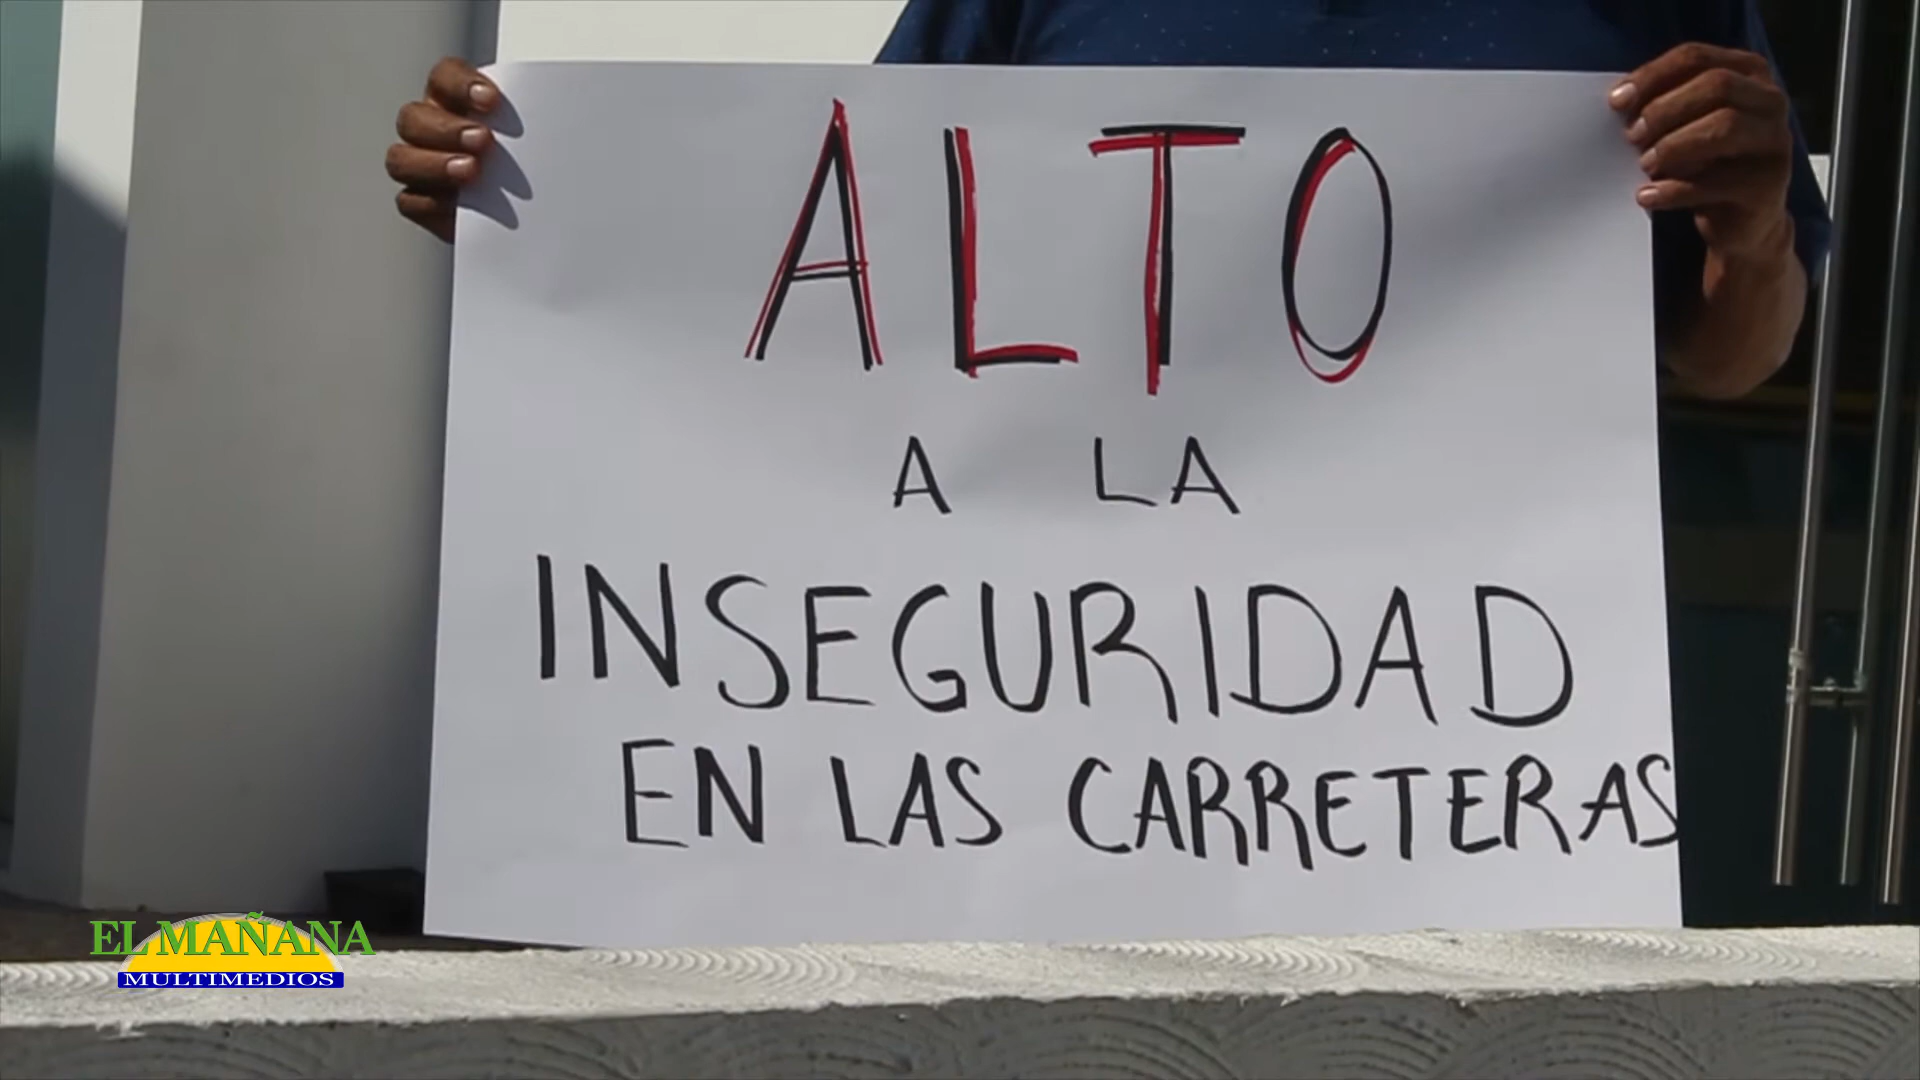 ALTO
A LA
INSEGURIDAD
EN LAS CARRETERAS
EL MAÑANA
MULTIMEDIOS